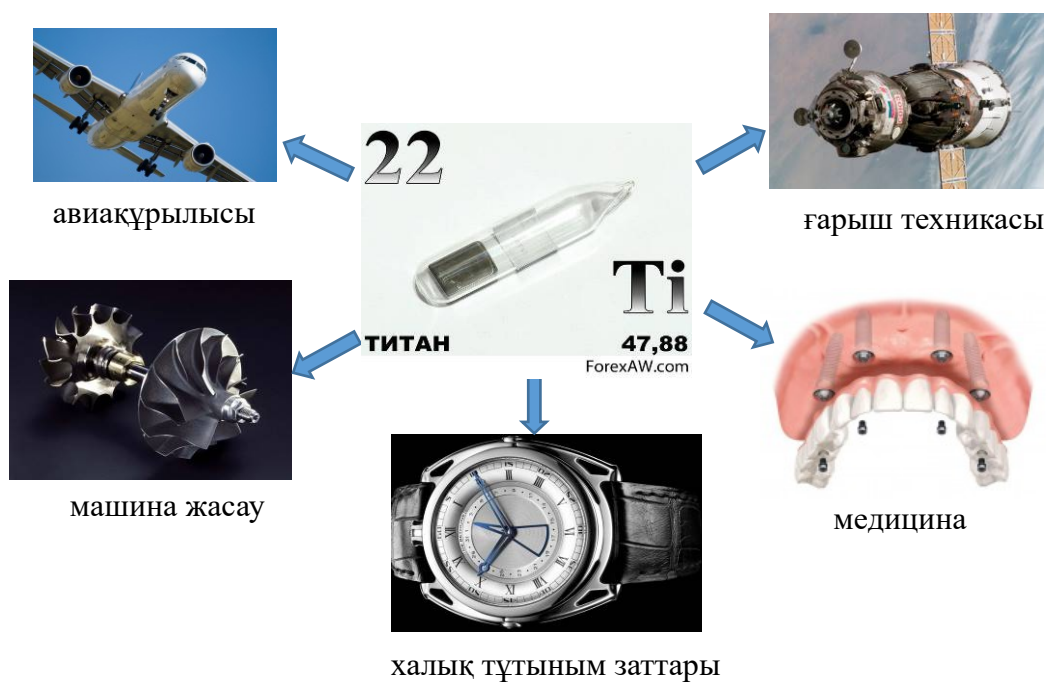 22
Ti
ТИТАН 47,88
ForexAW.com
авиақұрылысы
ғарыш техникасы
машина жасау
медицина
халық тұтыным заттары